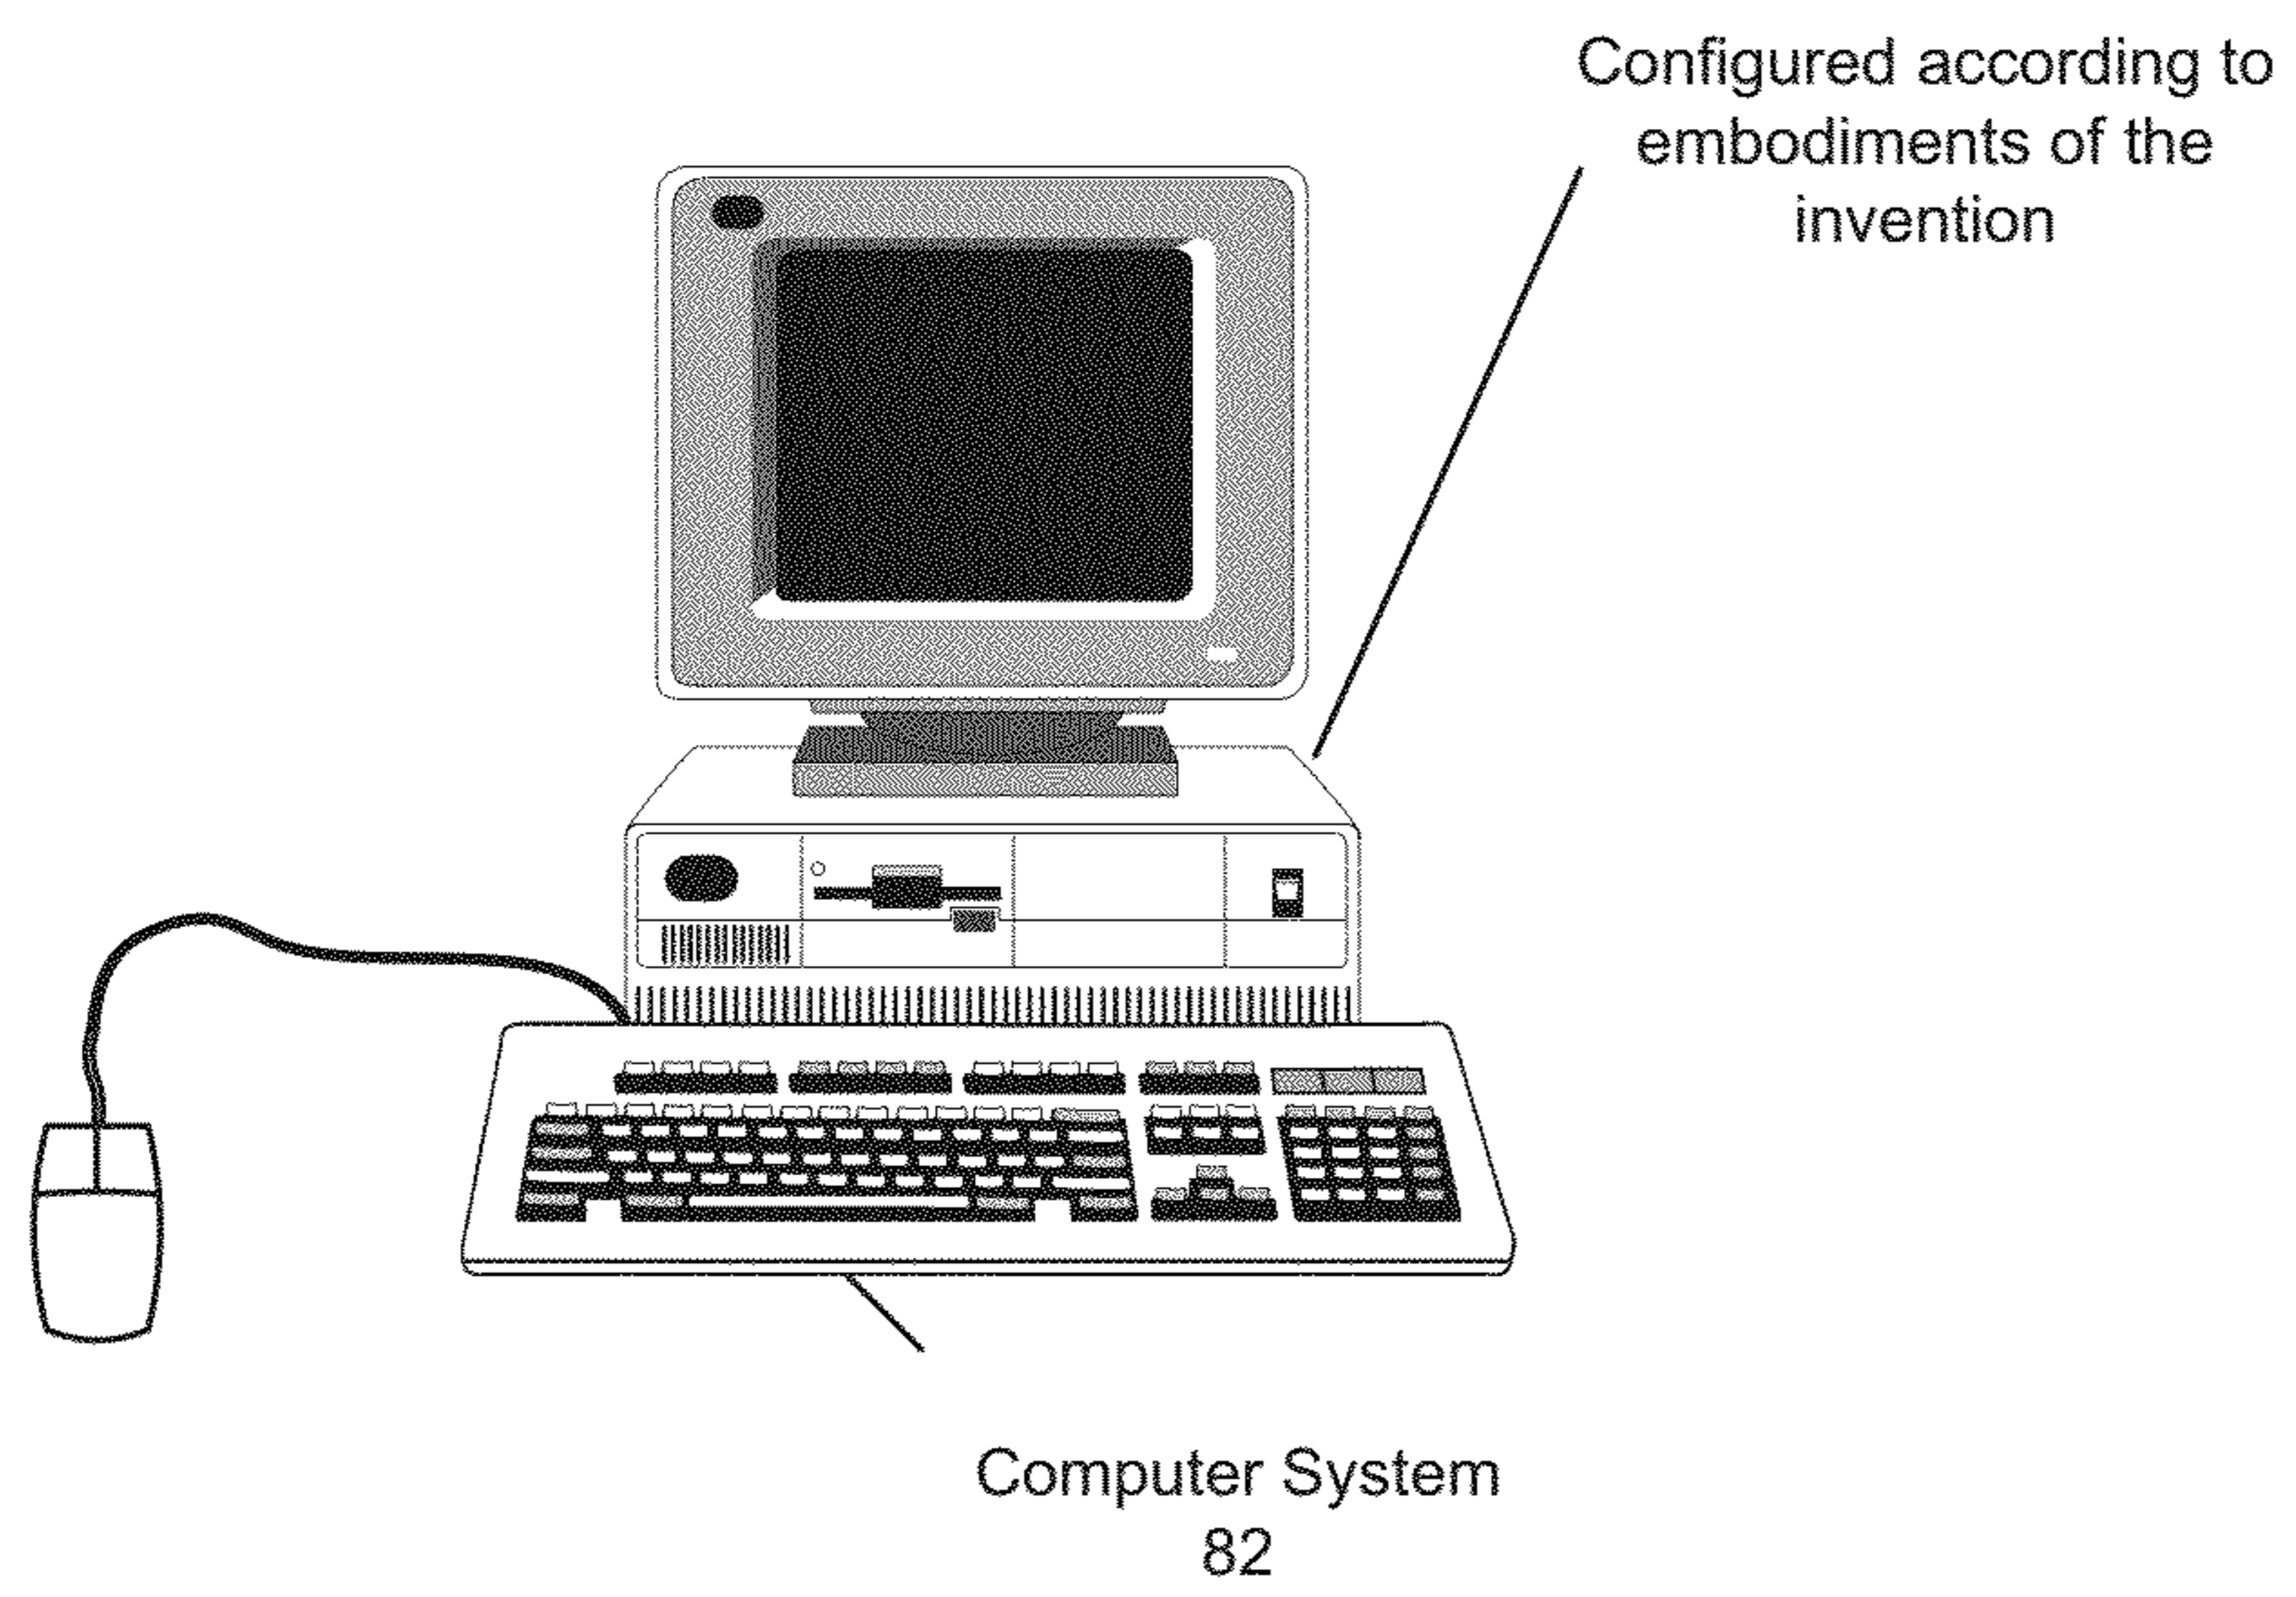 Configured according to
embodiments of the
invention
Computer System
82